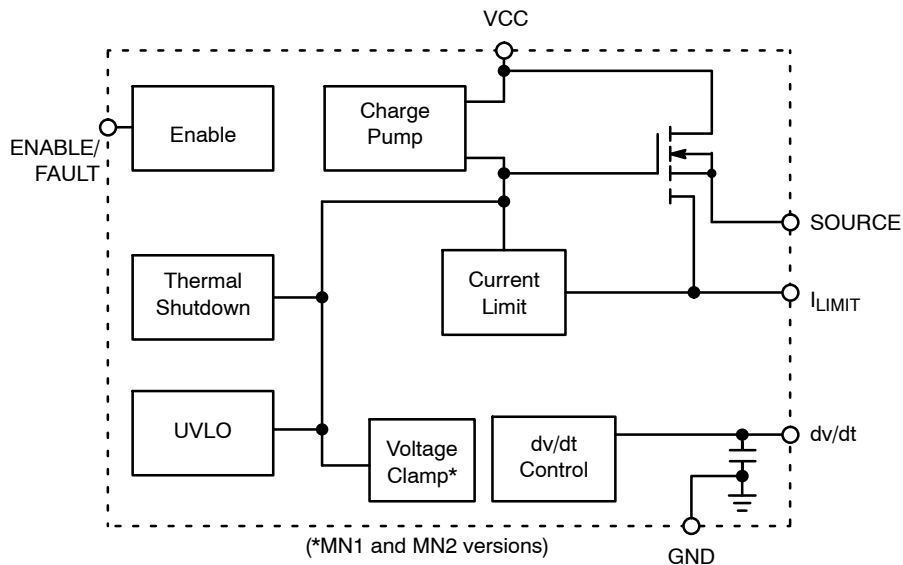 VCC
Enable
Charge
Pump
ENABLE/
FAULT
SOURCE
Thermal
Shutdown
Current
Limit
ILIMIT
UVLO
Voltage
Clamp*
dv/dt
Control
dv/dt
(*MN1 and MN2 versions)
GND